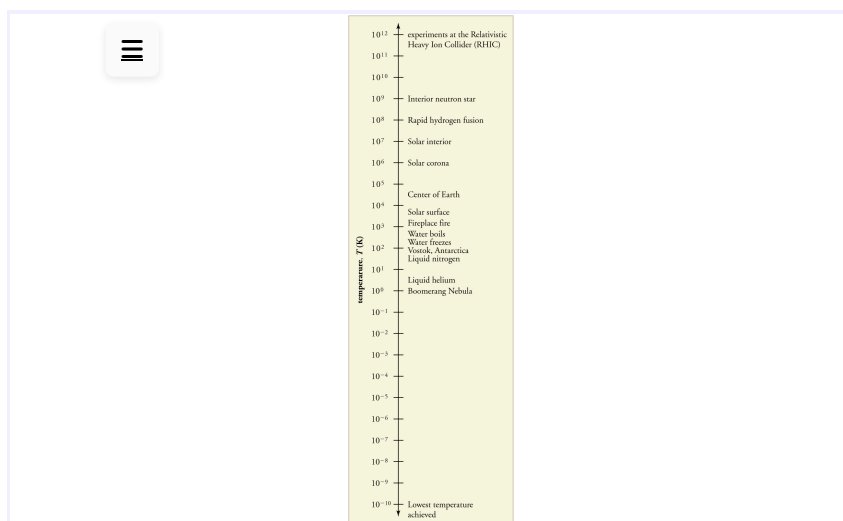 10¹² experiments at the Relativistic
Heavy Ion Collider (RHIC)
10¹¹
10¹⁰
10⁹ Interior neutron star
10⁸ Rapid hydrogen fusion
10⁷ Solar interior
10⁶ Solar corona
10⁵
Center of Earth
10⁴
Solar surface
Fireplace fire
10³
Water boils
Water freezes
10² Vostok, Antarctica
Liquid nitrogen
10¹
Liquid helium
10⁰ Boomerang Nebula
temperature, T (K)
10⁻¹
10⁻²
10⁻³
10⁻⁴
10⁻⁵
10⁻⁶
10⁻⁷
10⁻⁸
10⁻⁹
10⁻¹⁰ Lowest temperature
achieved